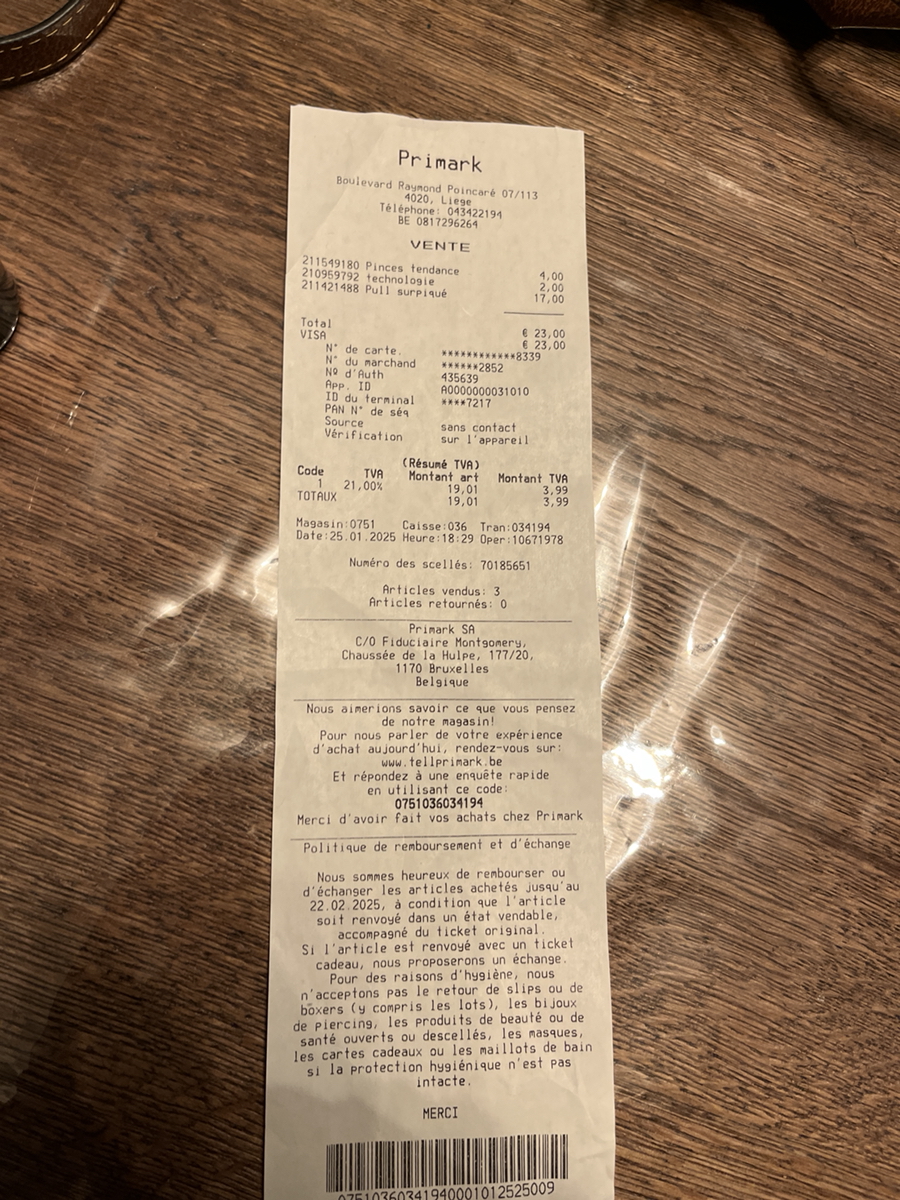 Primark
Boulevard Raymond Poincaré 07/113
4020, Liege
Téléphone: 043422194
BE 0817296264
VENTE
211549180 Pinces tendance 4,00
210959792 technologie 2,00
211421488 Pull surpiqué 17,00
Total € 23,00
VISA € 23,00
N° de carte. ************8339
N° du marchand ******2852
Nº d'Auth 435639
App. ID A0000000031010
ID du terminal ****7217
PAN N° de séq
Source sans contact
Vérification sur l'appareil
(Résumé TVA)
Code TVA Montant art Montant TVA
1 21,00% 19,01 3,99
TOTAUX 19,01 3,99
Magasin:0751 Caisse:036 Tran:034194
Date:25.01.2025 Heure:18:29 Oper:10671978
Numéro des scellés: 70185651
Articles vendus: 3
Articles retournés: 0
Primark SA
C/O Fiduciaire Montgomery,
Chaussée de la Hulpe, 177/20,
1170 Bruxelles
Belgique
Nous aimerions savoir ce que vous pensez
de notre magasin!
Pour nous parler de votre expérience
d'achat aujourd'hui, rendez-vous sur:
www.tellprimark.be
Et répondez à une enquête rapide
en utilisant ce code:
0751036034194
Merci d'avoir fait vos achats chez Primark
Politique de remboursement et d'échange
Nous sommes heureux de rembourser ou
d'échanger les articles achetés jusqu'au
22.02.2025, à condition que l'article
soit renvoyé dans un état vendable,
accompagné du ticket original.
Si l'article est renvoyé avec un ticket
cadeau, nous proposerons un échange.
Pour des raisons d'hygiène, nous
n'acceptons pas le retour de slips ou de
boxers (y compris les lots), les bijoux
de piercing, les produits de beauté ou de
santé ouverts ou descellés, les masques,
les cartes cadeaux ou les maillots de bain
si la protection hygiénique n'est pas
intacte.
MERCI
07510360341940001012525009